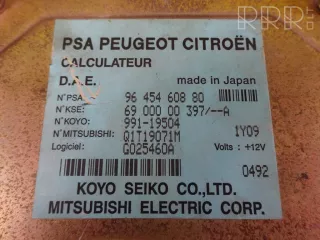 RRR.LT
PSA PEUGEOT CITROËN
CALCULATEUR
D.A.E. made in Japan
N°PSA: 96 454 608 80
N°KSE: 69 000 00 397/--A
N°KOYO: 991-19504
N°MITSUBISHI: Q1T19071M 1Y09
Logiciel: G025460A Volts : +12V
0492
KOYO SEIKO CO.,LTD.
MITSUBISHI ELECTRIC CORP.